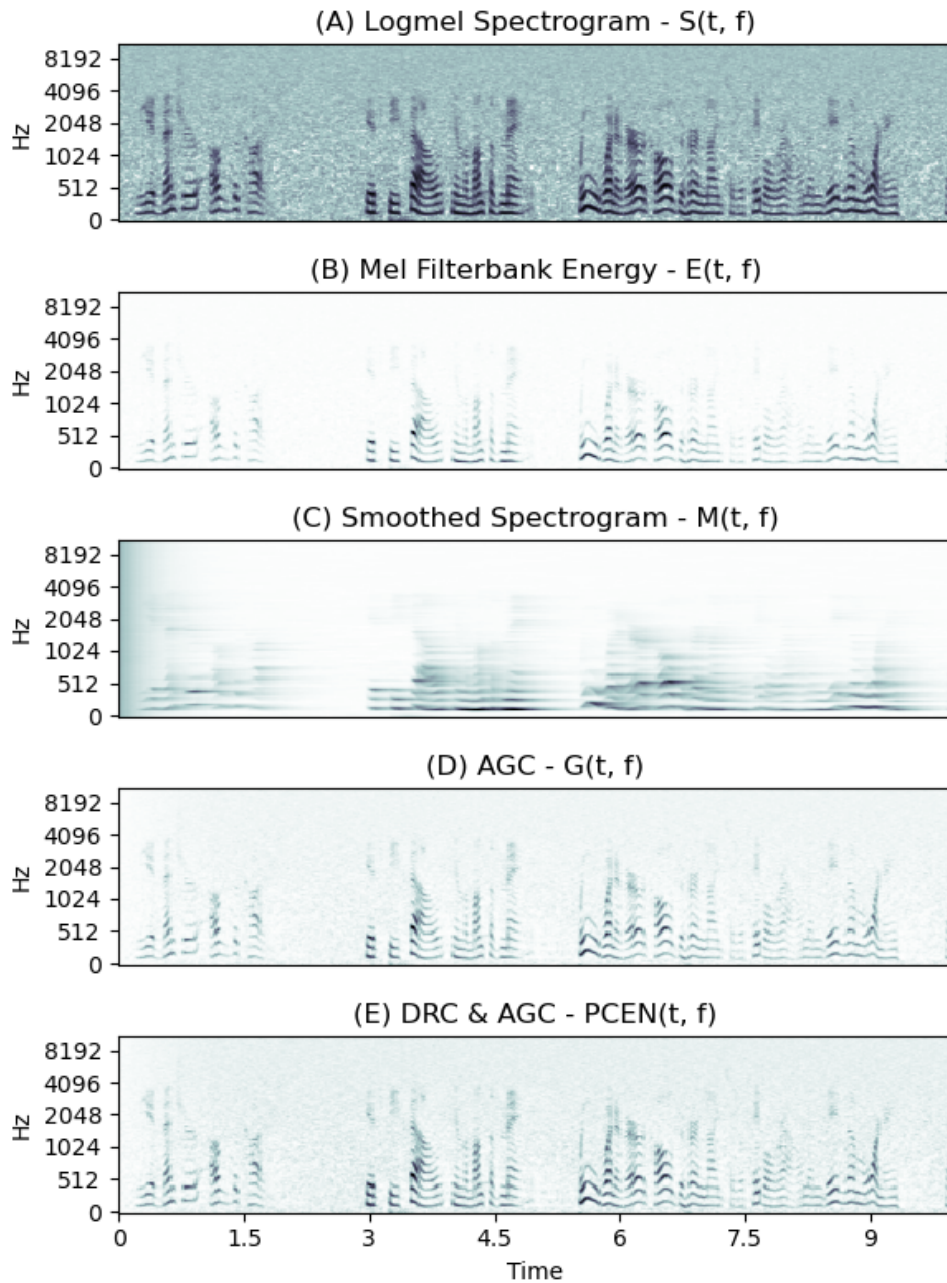 (A) Logmel Spectrogram - S(t, f)
8192
4096
2048
1024
512
0
Hz
(B) Mel Filterbank Energy - E(t, f)
8192
4096
2048
1024
512
0
Hz
(C) Smoothed Spectrogram - M(t, f)
8192
4096
2048
1024
512
0
Hz
(D) AGC - G(t, f)
8192
4096
2048
1024
512
0
Hz
(E) DRC & AGC - PCEN(t, f)
8192
4096
2048
1024
512
0
Hz
0 1.5 3 4.5 6 7.5 9
Time